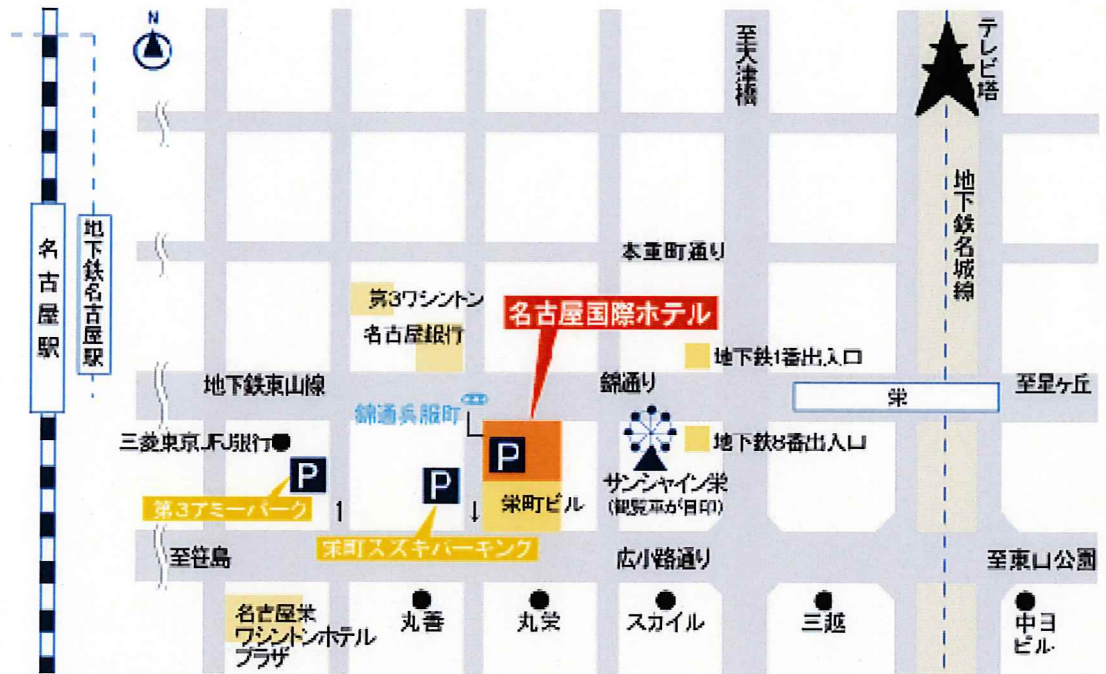 N
至大津橋
テレビ塔
地下鉄名城線
名古屋駅
地下鉄名古屋駅
本重町通り
第3ワシントン
名古屋銀行
名古屋国際ホテル
地下鉄1番出入口
地下鉄東山線
錦通り
栄
至星ヶ丘
錦通呉服町
三菱東京UFJ銀行
P
P
P
地下鉄8番出入口
サンシャイン栄
(観覧車が目印)
第3アミーパーク
栄町ビル
栄町スズキパーキング
至笹島
広小路通り
至東山公園
名古屋栄
ワシントンホテル
プラザ
丸善
丸栄
スカイル
三越
中日
ビル